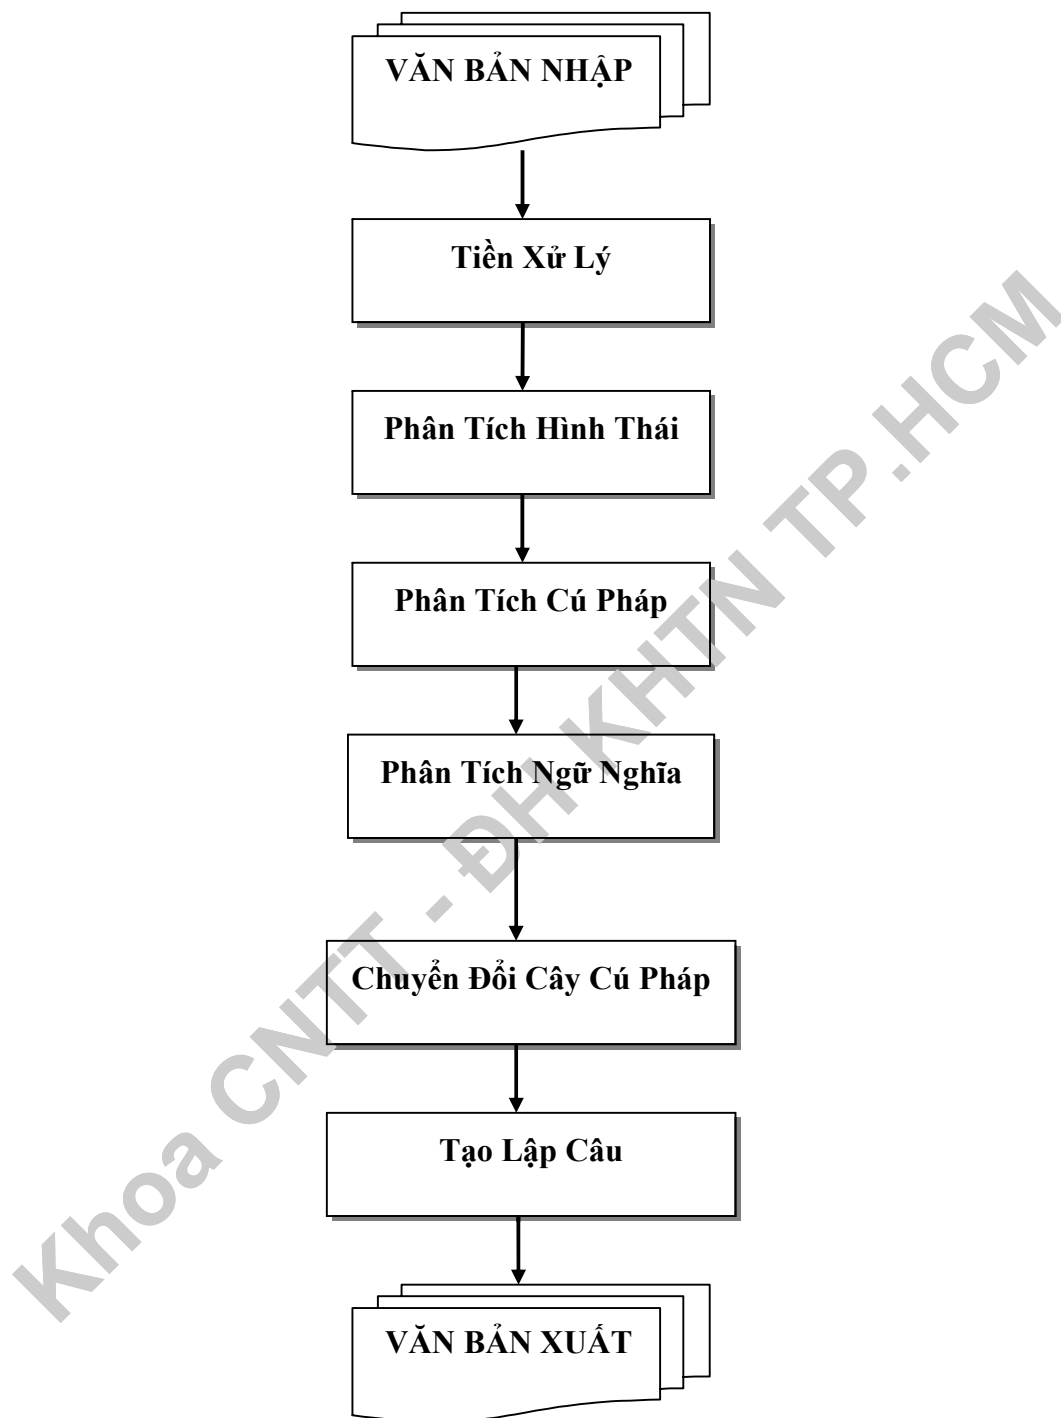 VĂN BẢN NHẬP
Tiền Xử Lý
Phân Tích Hình Thái
Phân Tích Cú Pháp
Phân Tích Ngữ Nghĩa
Chuyển Đổi Cây Cú Pháp
Tạo Lập Câu
VĂN BẢN XUẤT
Khoa CNTT - ĐH KHTN TP.HCM